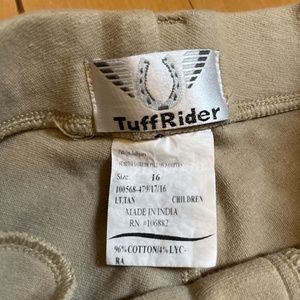 TuffRider
Size: 16
100568-479/17/16
LT.TAN CHILDREN
MADE IN INDIA
RN #106882
96% COTTON/4% LYC-
RA